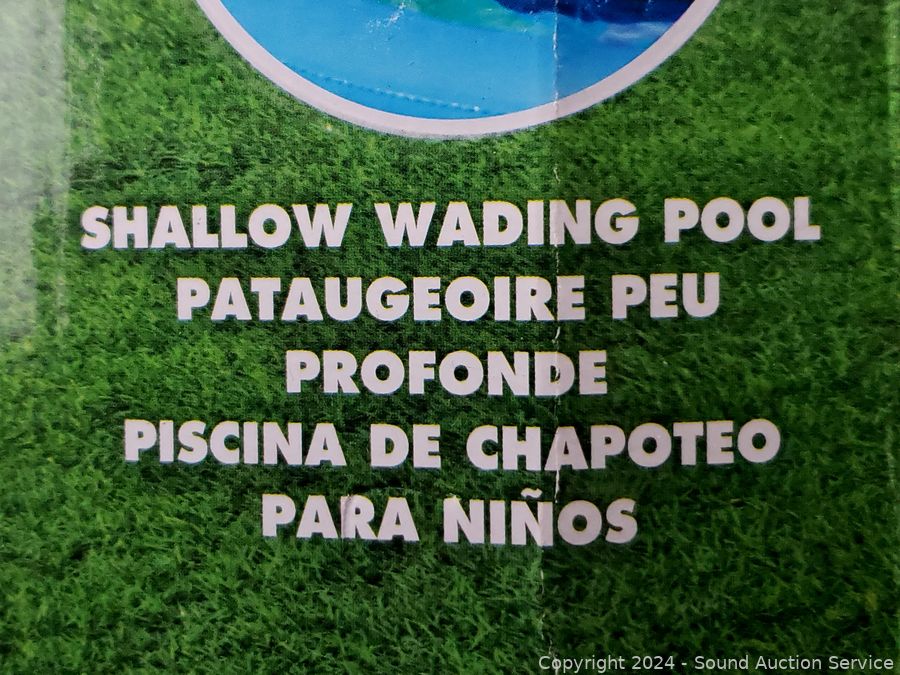 SHALLOW WADING POOL
PATAUGEOIRE PEU
PROFONDE
PISCINA DE CHAPOTEO
PARA NIÑOS
Copyright 2024 - Sound Auction Service